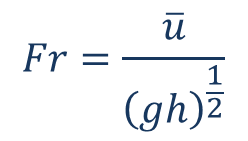 Fr = ū / (gh)^(1/2)